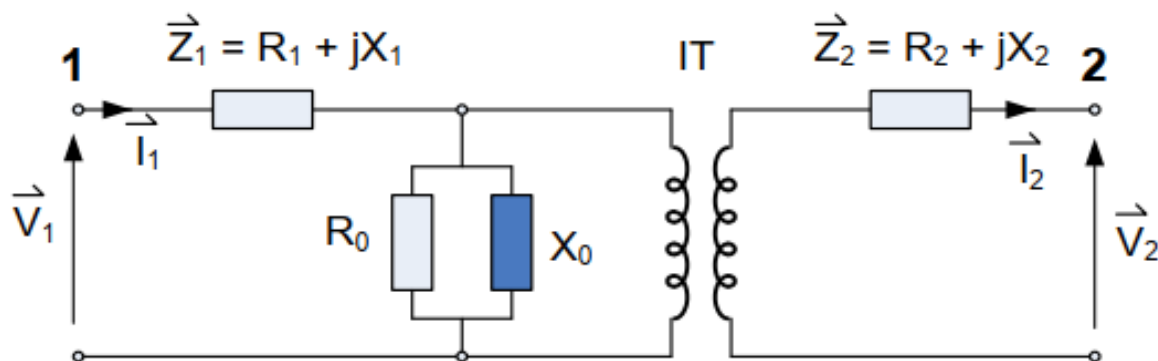 1
Z⃗₁ = R₁ + jX₁
IT
Z⃗₂ = R₂ + jX₂
2
I⃗₁
I⃗₂
V⃗₁
R₀
X₀
V⃗₂